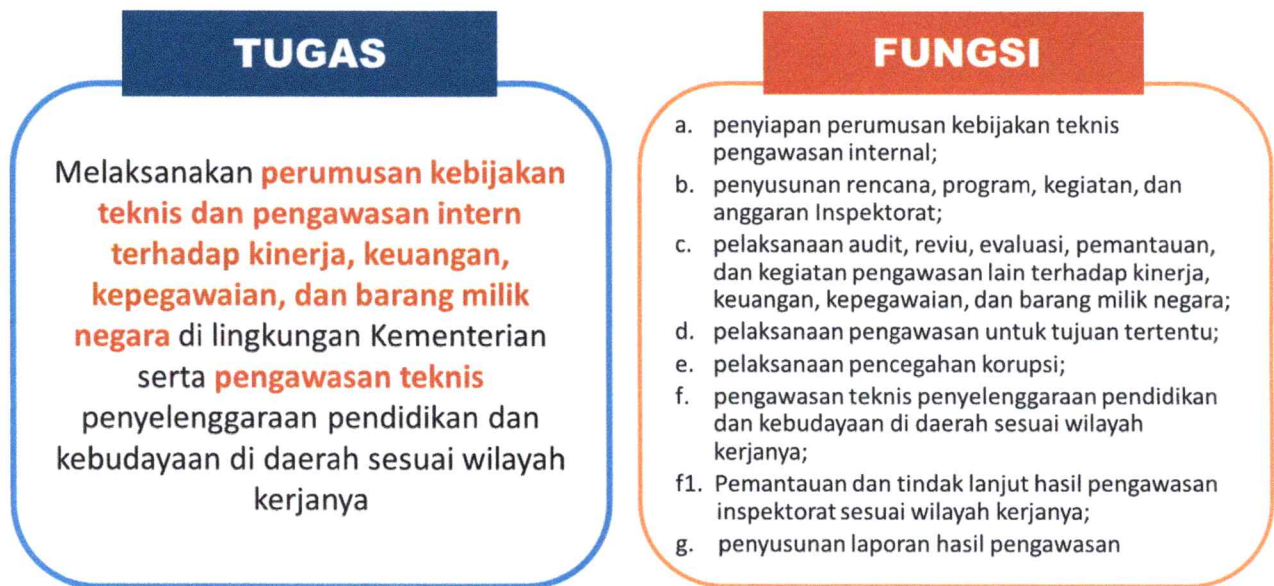 TUGAS
Melaksanakan perumusan kebijakan
teknis dan pengawasan intern
terhadap kinerja, keuangan,
kepegawaian, dan barang milik
negara di lingkungan Kementerian
serta pengawasan teknis
penyelenggaraan pendidikan dan
kebudayaan di daerah sesuai wilayah
kerjanya
FUNGSI
a. penyiapan perumusan kebijakan teknis
pengawasan internal;
b. penyusunan rencana, program, kegiatan, dan
anggaran Inspektorat;
c. pelaksanaan audit, reviu, evaluasi, pemantauan,
dan kegiatan pengawasan lain terhadap kinerja,
keuangan, kepegawaian, dan barang milik negara;
d. pelaksanaan pengawasan untuk tujuan tertentu;
e. pelaksanaan pencegahan korupsi;
f. pengawasan teknis penyelenggaraan pendidikan
dan kebudayaan di daerah sesuai wilayah
kerjanya;
f1. Pemantauan dan tindak lanjut hasil pengawasan
inspektorat sesuai wilayah kerjanya;
g. penyusunan laporan hasil pengawasan